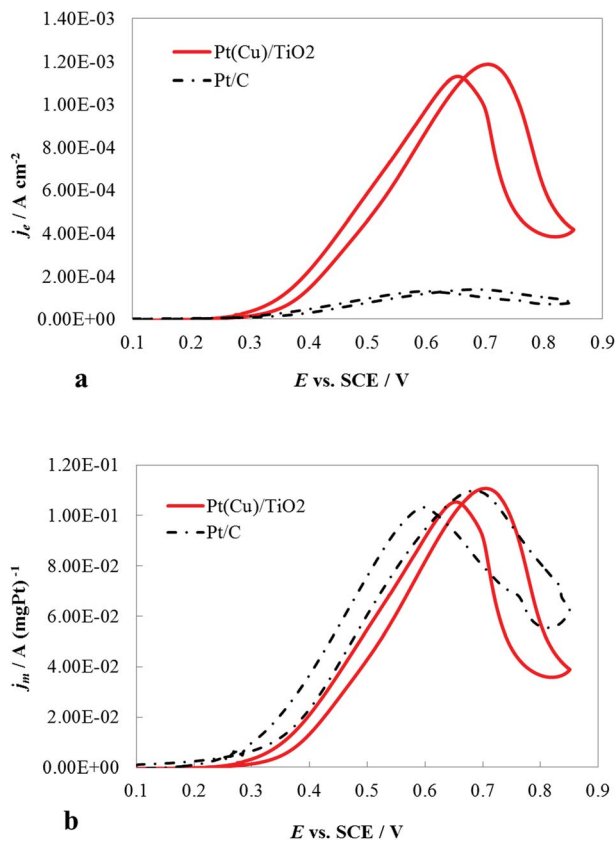 1.40E-03
1.20E-03
1.00E-03
8.00E-04
6.00E-04
4.00E-04
2.00E-04
0.00E+00
j_e / A cm⁻²
Pt(Cu)/TiO2
Pt/C
0.1 0.2 0.3 0.4 0.5 0.6 0.7 0.8 0.9
a
E vs. SCE / V
1.20E-01
1.00E-01
8.00E-02
6.00E-02
4.00E-02
2.00E-02
0.00E+00
j_m / A (mgPt)⁻¹
Pt(Cu)/TiO2
Pt/C
0.1 0.2 0.3 0.4 0.5 0.6 0.7 0.8 0.9
b
E vs. SCE / V